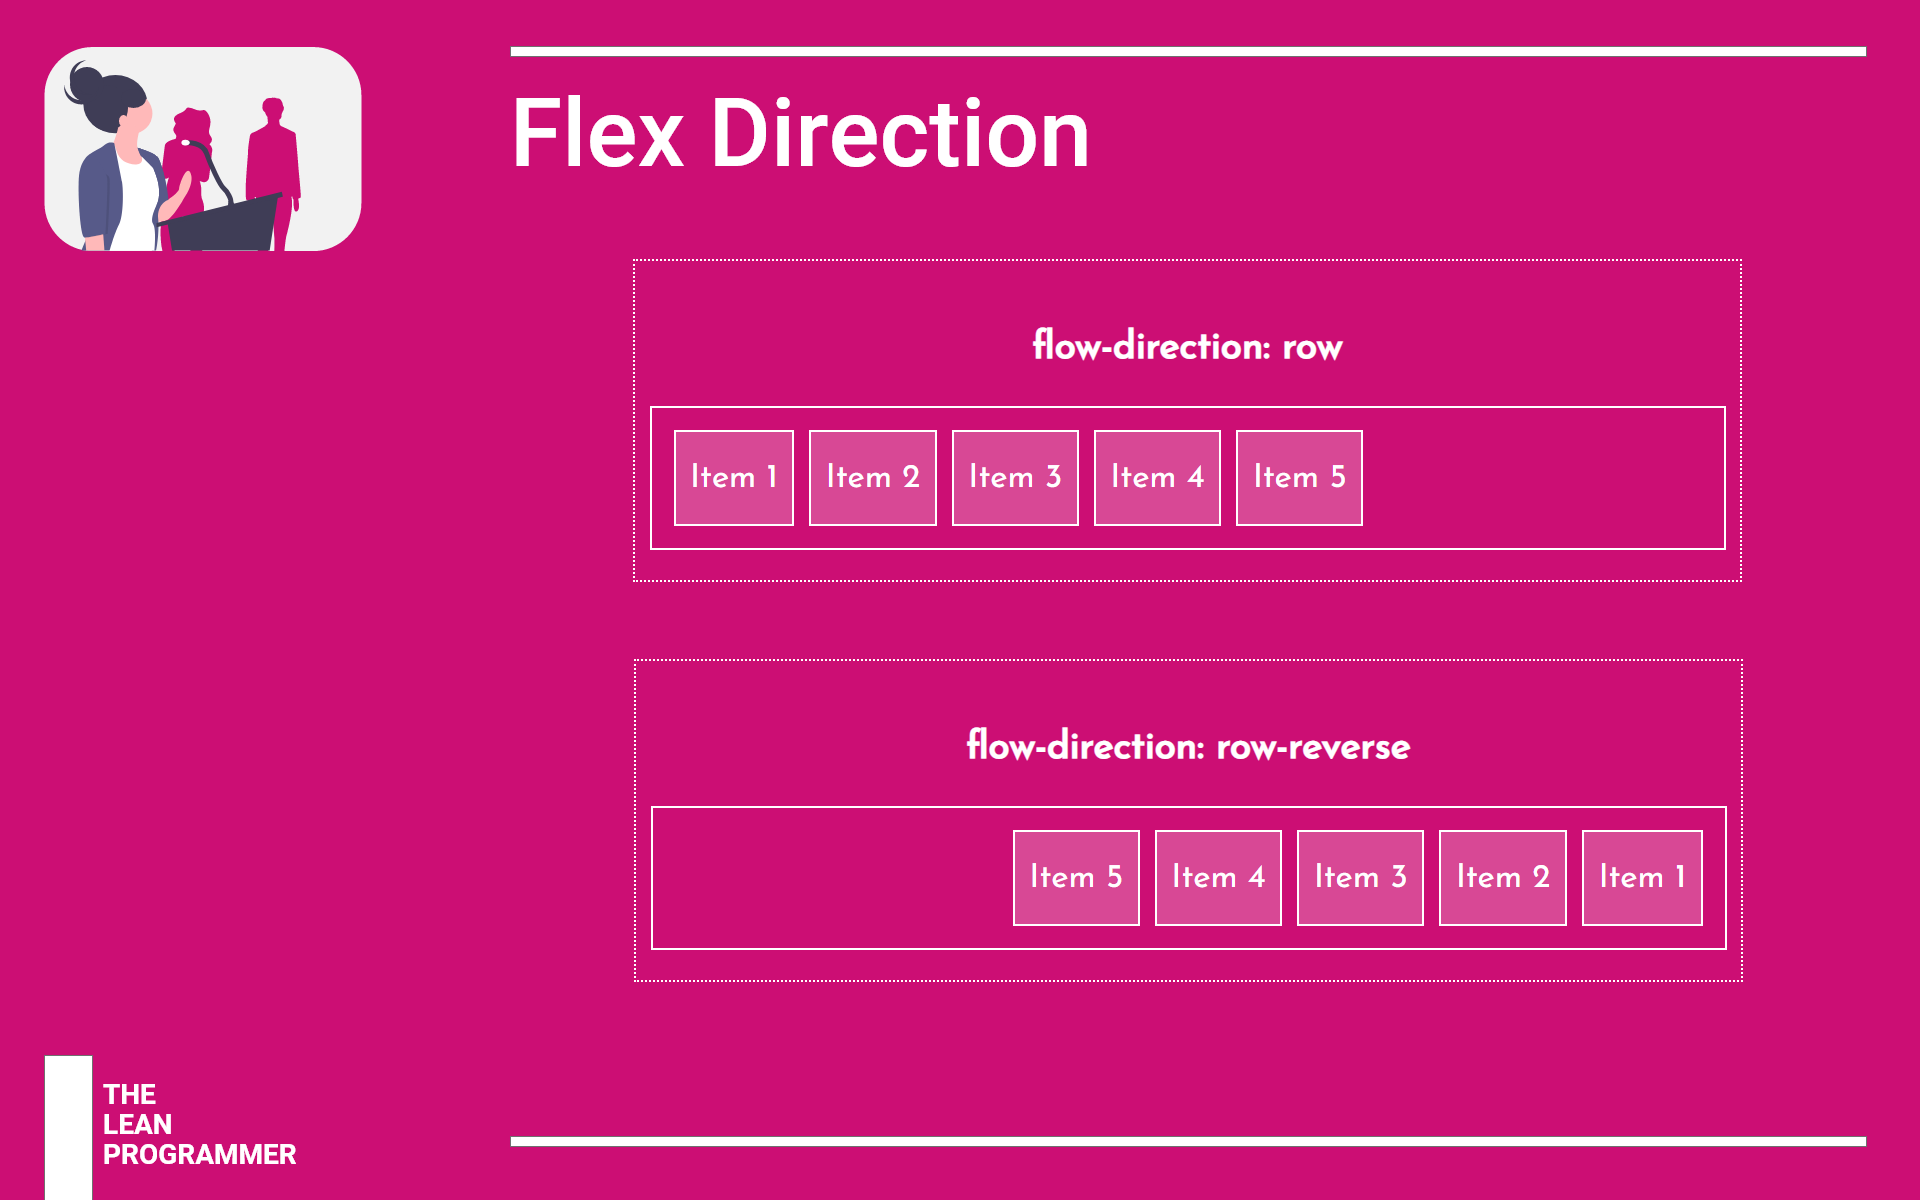 Flex Direction
flow-direction: row
Item 1 Item 2 Item 3 Item 4 Item 5
flow-direction: row-reverse
Item 5 Item 4 Item 3 Item 2 Item 1
THE
LEAN
PROGRAMMER